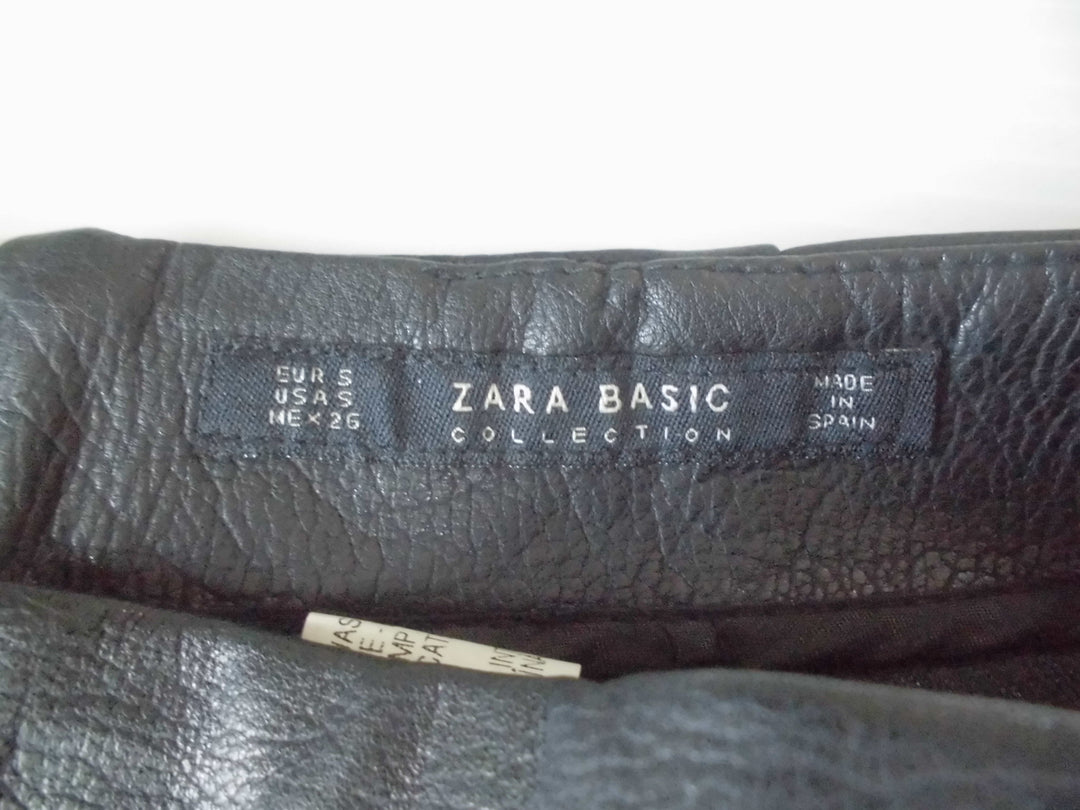 EUR S
USA S
MEX 26
ZARA BASIC
COLLECTION
MADE
IN
SPAIN